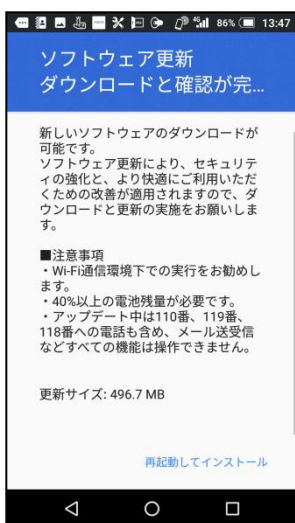 86% 13:47
ソフトウェア更新
ダウンロードと確認が完...
新しいソフトウェアのダウンロードが
可能です。
ソフトウェア更新により、セキュリテ
ィの強化と、より快適にご利用いただ
くための改善が適用されますので、ダ
ウンロードと更新の実施をお願いしま
す。
■注意事項
・Wi-Fi通信環境下での実行をお勧めし
ます。
・40%以上の電池残量が必要です。
・アップデート中は110番、119番、
118番への電話も含め、メール送受信
などすべての機能は操作できません。
更新サイズ: 496.7 MB
再起動してインストール